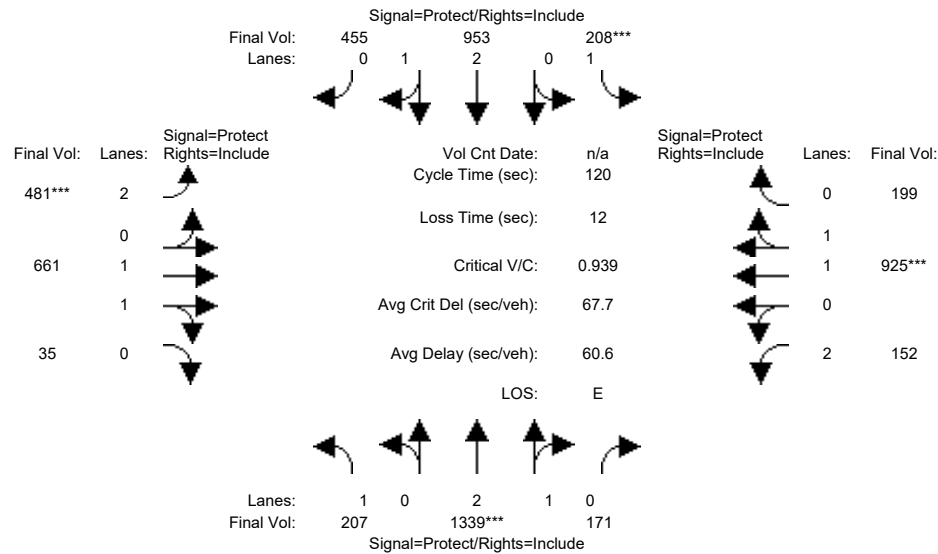 Signal=Protect/Rights=Include
Final Vol: 455 953 208***
Lanes: 0 1 2 0 1
Signal=Protect Signal=Protect
Final Vol: Lanes: Rights=Include Vol Cnt Date: n/a Rights=Include Lanes: Final Vol:
Cycle Time (sec): 120
481*** 2 0 199
Loss Time (sec): 12
0 1
661 1 Critical V/C: 0.939 1 925***
1 Avg Crit Del (sec/veh): 67.7 0
35 0 Avg Delay (sec/veh): 60.6 2 152
LOS: E
Lanes: 1 0 2 1 0
Final Vol: 207 1339*** 171
Signal=Protect/Rights=Include